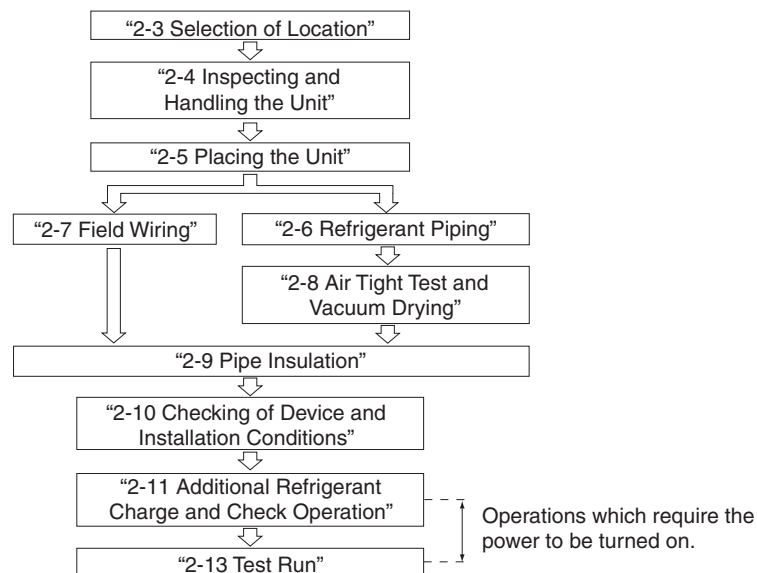 “2-3 Selection of Location”
“2-4 Inspecting and
Handling the Unit”
“2-5 Placing the Unit”
“2-7 Field Wiring”
“2-6 Refrigerant Piping”
“2-8 Air Tight Test and
Vacuum Drying”
“2-9 Pipe Insulation”
“2-10 Checking of Device and
Installation Conditions”
“2-11 Additional Refrigerant
Charge and Check Operation”
Operations which require the
power to be turned on.
“2-13 Test Run”